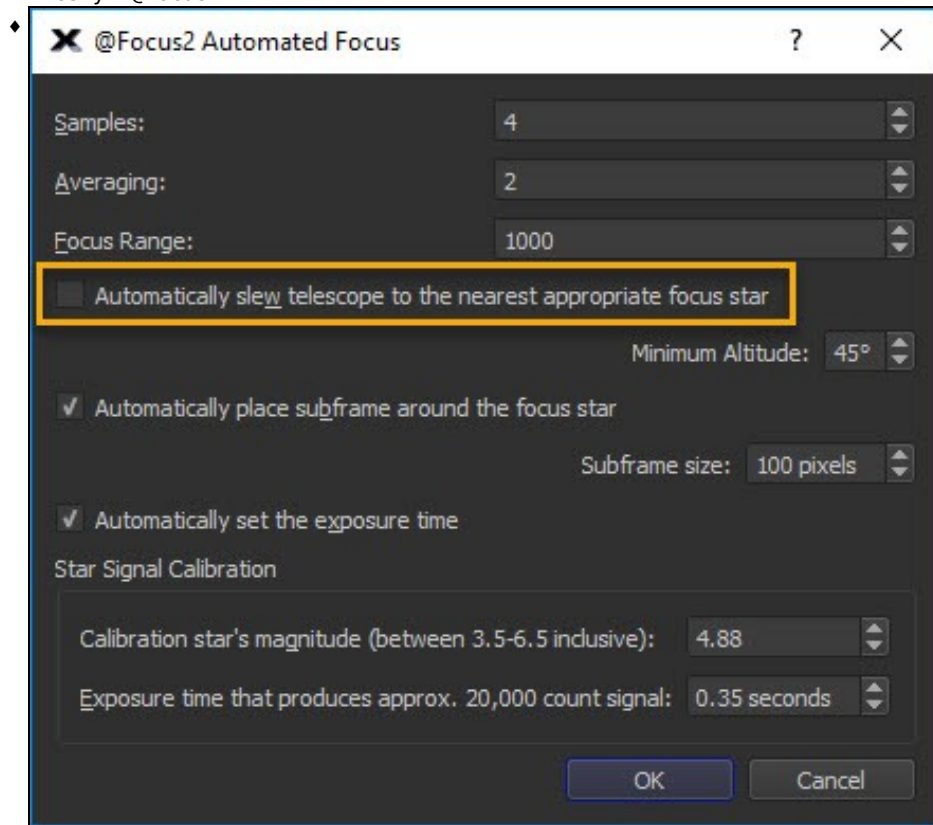 @Focus2 Automated Focus ?
Samples: 4
Averaging: 2
Focus Range: 1000
Automatically slew telescope to the nearest appropriate focus star
Minimum Altitude: 45°
Automatically place subframe around the focus star
Subframe size: 100 pixels
Automatically set the exposure time
Star Signal Calibration
Calibration star's magnitude (between 3.5-6.5 inclusive): 4.88
Exposure time that produces approx. 20,000 count signal: 0.35 seconds
OK Cancel